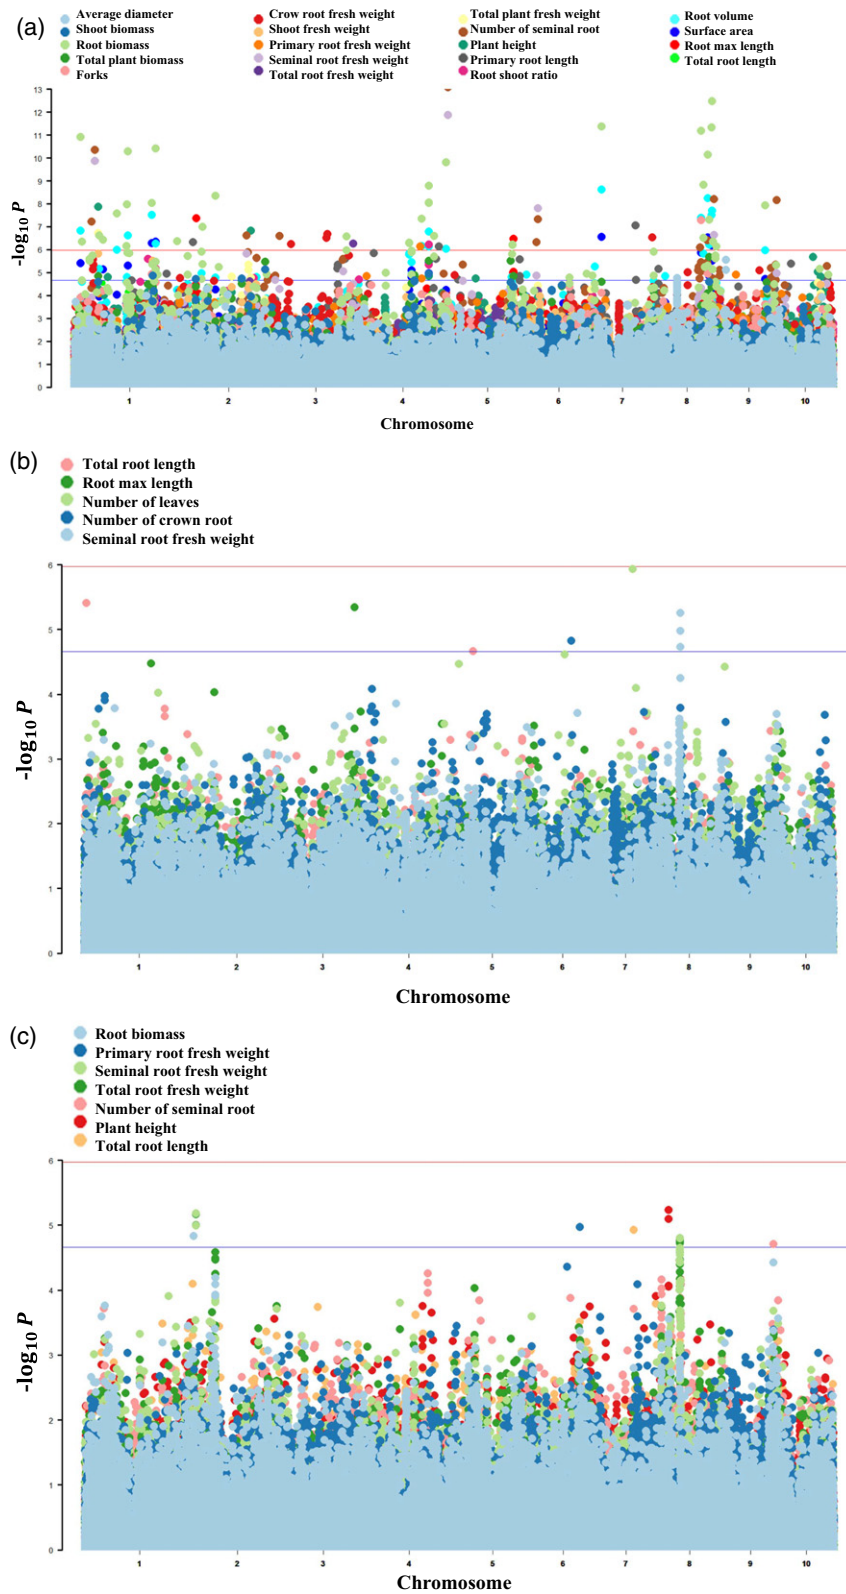 (a)
Average diameter
Shoot biomass
Root biomass
Total plant biomass
Forks
Crow root fresh weight
Shoot fresh weight
Primary root fresh weight
Seminal root fresh weight
Total root fresh weight
Total plant fresh weight
Number of seminal root
Plant height
Primary root length
Root shoot ratio
Root volume
Surface area
Root max length
Total root length
13
12
11
10
9
8
7
6
5
4
3
2
1
0
-log10 P
1 2 3 4 5 6 7 8 9 10
Chromosome
(b)
Total root length
Root max length
Number of leaves
Number of crown root
Seminal root fresh weight
6
5
4
3
2
1
0
-log10 P
1 2 3 4 5 6 7 8 9 10
Chromosome
(c)
Root biomass
Primary root fresh weight
Seminal root fresh weight
Total root fresh weight
Number of seminal root
Plant height
Total root length
6
5
4
3
2
1
0
-log10 P
1 2 3 4 5 6 7 8 9 10
Chromosome